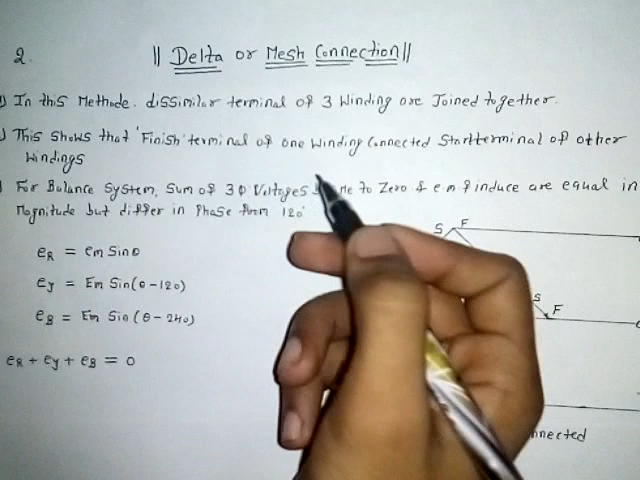 2.
|| Delta or Mesh Connection ||
) In this Methode. dissimilar terminal of 3 Winding are Joined together.
) This Shows that 'Finish' terminal of one Winding Connected Start terminal of other
Windings
) For Balance System, Sum of 3Φ Voltages to Zero & emf induce are equal in
Magnitude but differ in Phase from 120°
eR = em Sinθ
ey = Em Sin(θ-120)
eB = Em Sin(θ-240)
eR + ey + eB = 0
S F
S
F
nnected